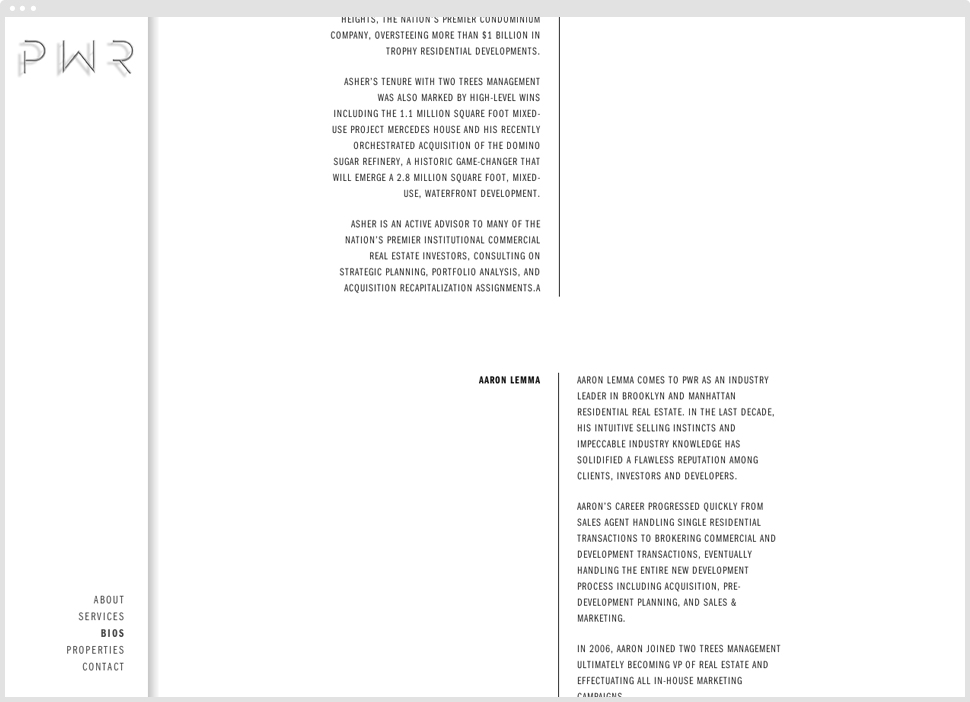 PWR
HEIGHTS, THE NATION'S PREMIER CONDOMINIUM
COMPANY, OVERSTEEING MORE THAN $1 BILLION IN
TROPHY RESIDENTIAL DEVELOPMENTS.
ASHER'S TENURE WITH TWO TREES MANAGEMENT
WAS ALSO MARKED BY HIGH-LEVEL WINS
INCLUDING THE 1.1 MILLION SQUARE FOOT MIXED-
USE PROJECT MERCEDES HOUSE AND HIS RECENTLY
ORCHESTRATED ACQUISITION OF THE DOMINO
SUGAR REFINERY, A HISTORIC GAME-CHANGER THAT
WILL EMERGE A 2.8 MILLION SQUARE FOOT, MIXED-
USE, WATERFRONT DEVELOPMENT.
ASHER IS AN ACTIVE ADVISOR TO MANY OF THE
NATION'S PREMIER INSTITUTIONAL COMMERCIAL
REAL ESTATE INVESTORS, CONSULTING ON
STRATEGIC PLANNING, PORTFOLIO ANALYSIS, AND
ACQUISITION RECAPITALIZATION ASSIGNMENTS.A
AARON LEMMA
AARON LEMMA COMES TO PWR AS AN INDUSTRY
LEADER IN BROOKLYN AND MANHATTAN
RESIDENTIAL REAL ESTATE. IN THE LAST DECADE,
HIS INTUITIVE SELLING INSTINCTS AND
IMPECCABLE INDUSTRY KNOWLEDGE HAS
SOLIDIFIED A FLAWLESS REPUTATION AMONG
CLIENTS, INVESTORS AND DEVELOPERS.
AARON'S CAREER PROGRESSED QUICKLY FROM
SALES AGENT HANDLING SINGLE RESIDENTIAL
TRANSACTIONS TO BROKERING COMMERCIAL AND
DEVELOPMENT TRANSACTIONS, EVENTUALLY
HANDLING THE ENTIRE NEW DEVELOPMENT
PROCESS INCLUDING ACQUISITION, PRE-
DEVELOPMENT PLANNING, AND SALES &
MARKETING.
IN 2006, AARON JOINED TWO TREES MANAGEMENT
ULTIMATELY BECOMING VP OF REAL ESTATE AND
EFFECTUATING ALL IN-HOUSE MARKETING
CAMPAIGNS
ABOUT
SERVICES
BIOS
PROPERTIES
CONTACT